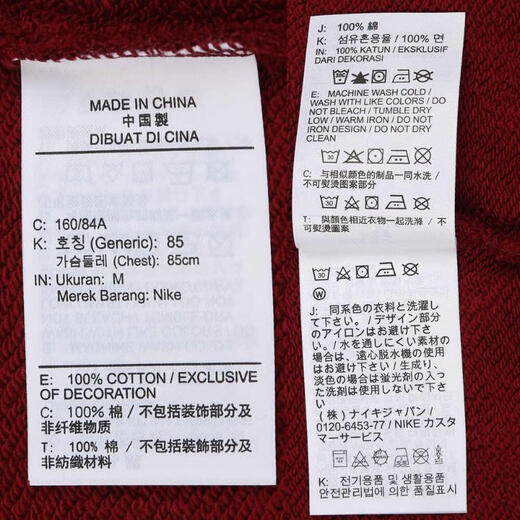 MADE IN CHINA
中国製
DIBUAT DI CINA
C: 160/84A
K: 호칭 (Generic): 85
가슴둘레 (Chest): 85cm
IN: Ukuran: M
Merek Barang: Nike
E: 100% COTTON / EXCLUSIVE
OF DECORATION
C: 100% 棉 / 不包括装饰部分及
非纤维物质
T: 100% 棉 / 不包括裝飾部分及
非紡織材料
J: 100% 綿
K: 섬유혼용율 / 100% 면
IN: 100% KATUN / EKSKLUSIF
DARI DEKORASI
E: MACHINE WASH COLD /
WASH WITH LIKE COLORS / DO
NOT BLEACH / TUMBLE DRY
LOW / WARM IRON / DO NOT
IRON DESIGN / DO NOT DRY
CLEAN
C: 与相似颜色的制品一同水洗 /
不可熨烫图案部分
T: 與顏色相近衣物一起洗滌 / 不
可熨燙圖案部份
J: 同系色の衣料と洗濯し
て下さい。/ デザイン部分
のアイロンはお避け下さ
い。/ 水を通しにくい素材の
場合は、遠心脱水機の使用
はお避け下さい / 生成り、
淡色の場合は蛍光剤の入っ
た洗剤は使用しないで下さ
い
(株) ナイキジャパン /
0120-6453-77 / NIKE カスタ
マーサービス
K: 전기용품 및 생활용품
안전관리법에 의한 품질표시